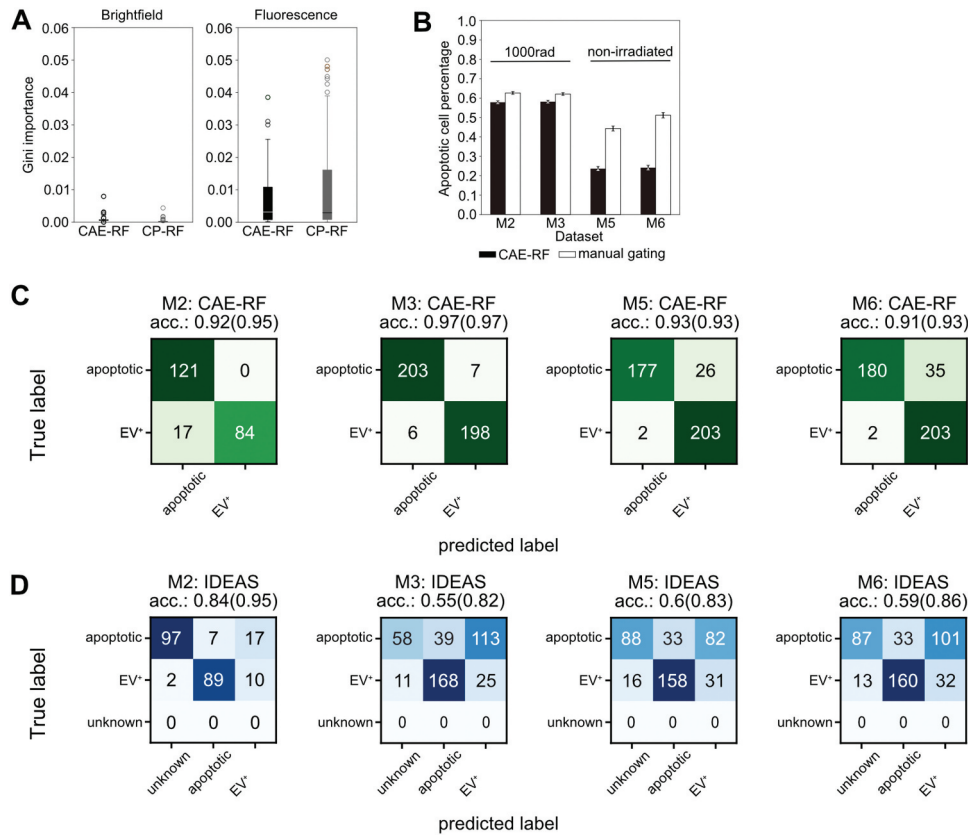 A
Brightfield
Fluorescence
Gini importance
0.06
0.05
0.04
0.03
0.02
0.01
0.00
CAE-RF CP-RF
0.06
0.05
0.04
0.03
0.02
0.01
0.00
CAE-RF CP-RF
B
Apoptotic cell percentage
1.0
0.9
0.8
0.7
0.6
0.5
0.4
0.3
0.2
0.1
0.0
1000rad
non-irradiated
M2 M3 M5 M6
Dataset
CAE-RF manual gating
C
True label
M2: CAE-RF
acc.: 0.92(0.95)
apoptotic 121 0
EV+ 17 84
apoptotic EV+
M3: CAE-RF
acc.: 0.97(0.97)
apoptotic 203 7
EV+ 6 198
apoptotic EV+
M5: CAE-RF
acc.: 0.93(0.93)
apoptotic 177 26
EV+ 2 203
apoptotic EV+
M6: CAE-RF
acc.: 0.91(0.93)
apoptotic 180 35
EV+ 2 203
apoptotic EV+
predicted label
D
True label
M2: IDEAS
acc.: 0.84(0.95)
apoptotic 97 7 17
EV+ 2 89 10
unknown 0 0 0
unknown apoptotic EV+
M3: IDEAS
acc.: 0.55(0.82)
apoptotic 58 39 113
EV+ 11 168 25
unknown 0 0 0
unknown apoptotic EV+
M5: IDEAS
acc.: 0.6(0.83)
apoptotic 88 33 82
EV+ 16 158 31
unknown 0 0 0
unknown apoptotic EV+
M6: IDEAS
acc.: 0.59(0.86)
apoptotic 87 33 101
EV+ 13 160 32
unknown 0 0 0
unknown apoptotic EV+
predicted label